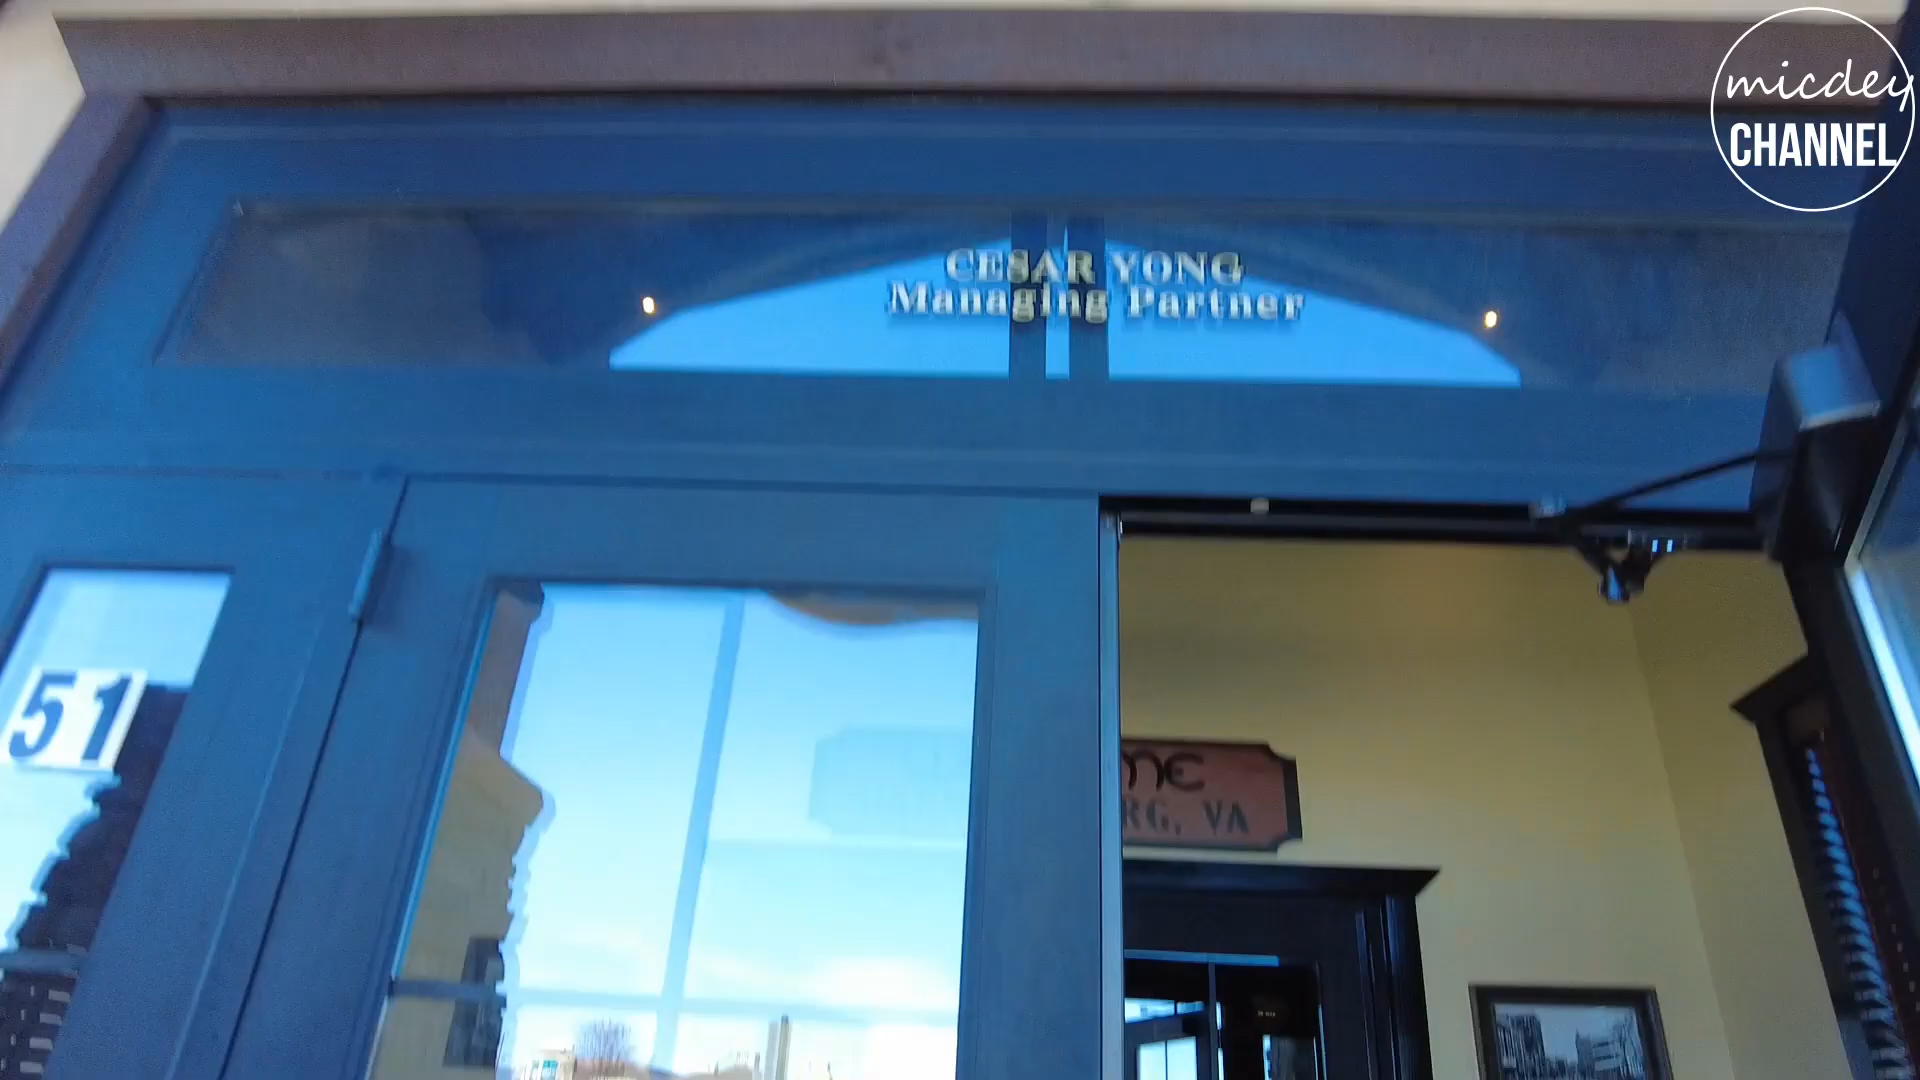 micdey
CHANNEL
CESAR YONG
Managing Partner
51
RG, VA